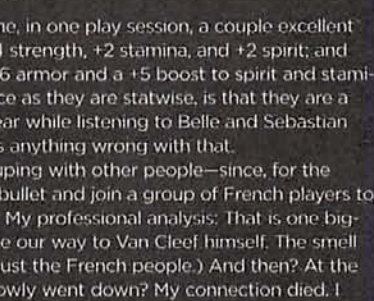 ne, in one play session, a couple excellent
strength, +2 stamina, and +2 spirit; and
6 armor and a +5 boost to spirit and stami-
ce as they are statwise, is that they are a
ear while listening to Belle and Sebastian
s anything wrong with that.
uping with other people—since, for the
bullet and join a group of French players to
My professional analysis: That is one big-
e our way to Van Cleef himself. The smell
ust the French people.) And then? At the
owly went down? My connection died. I